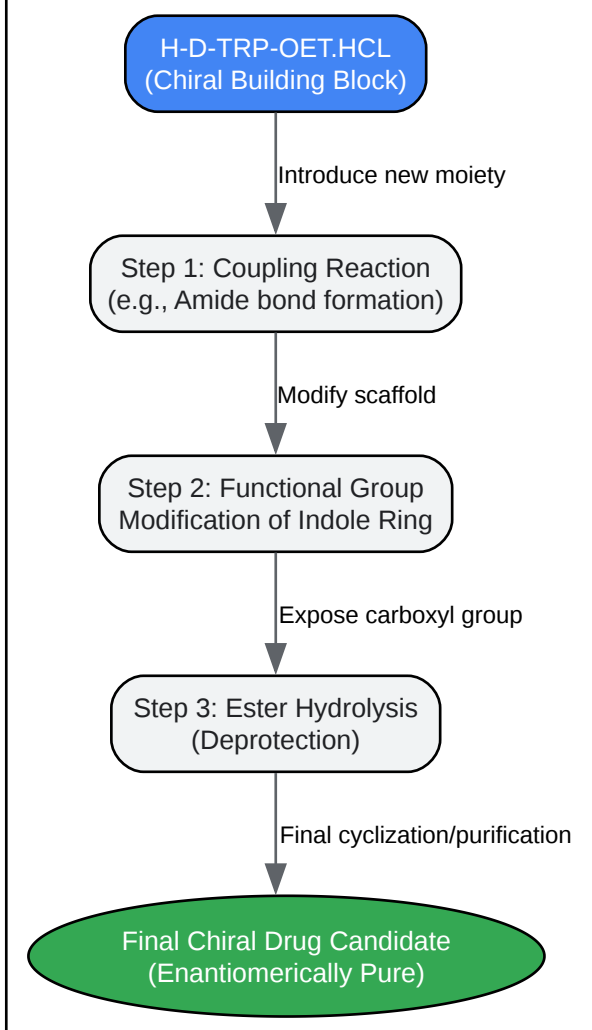 H-D-TRP-OET.HCL
(Chiral Building Block)
Introduce new moiety
Step 1: Coupling Reaction
(e.g., Amide bond formation)
Modify scaffold
Step 2: Functional Group
Modification of Indole Ring
Expose carboxyl group
Step 3: Ester Hydrolysis
(Deprotection)
Final cyclization/purification
Final Chiral Drug Candidate
(Enantiomerically Pure)